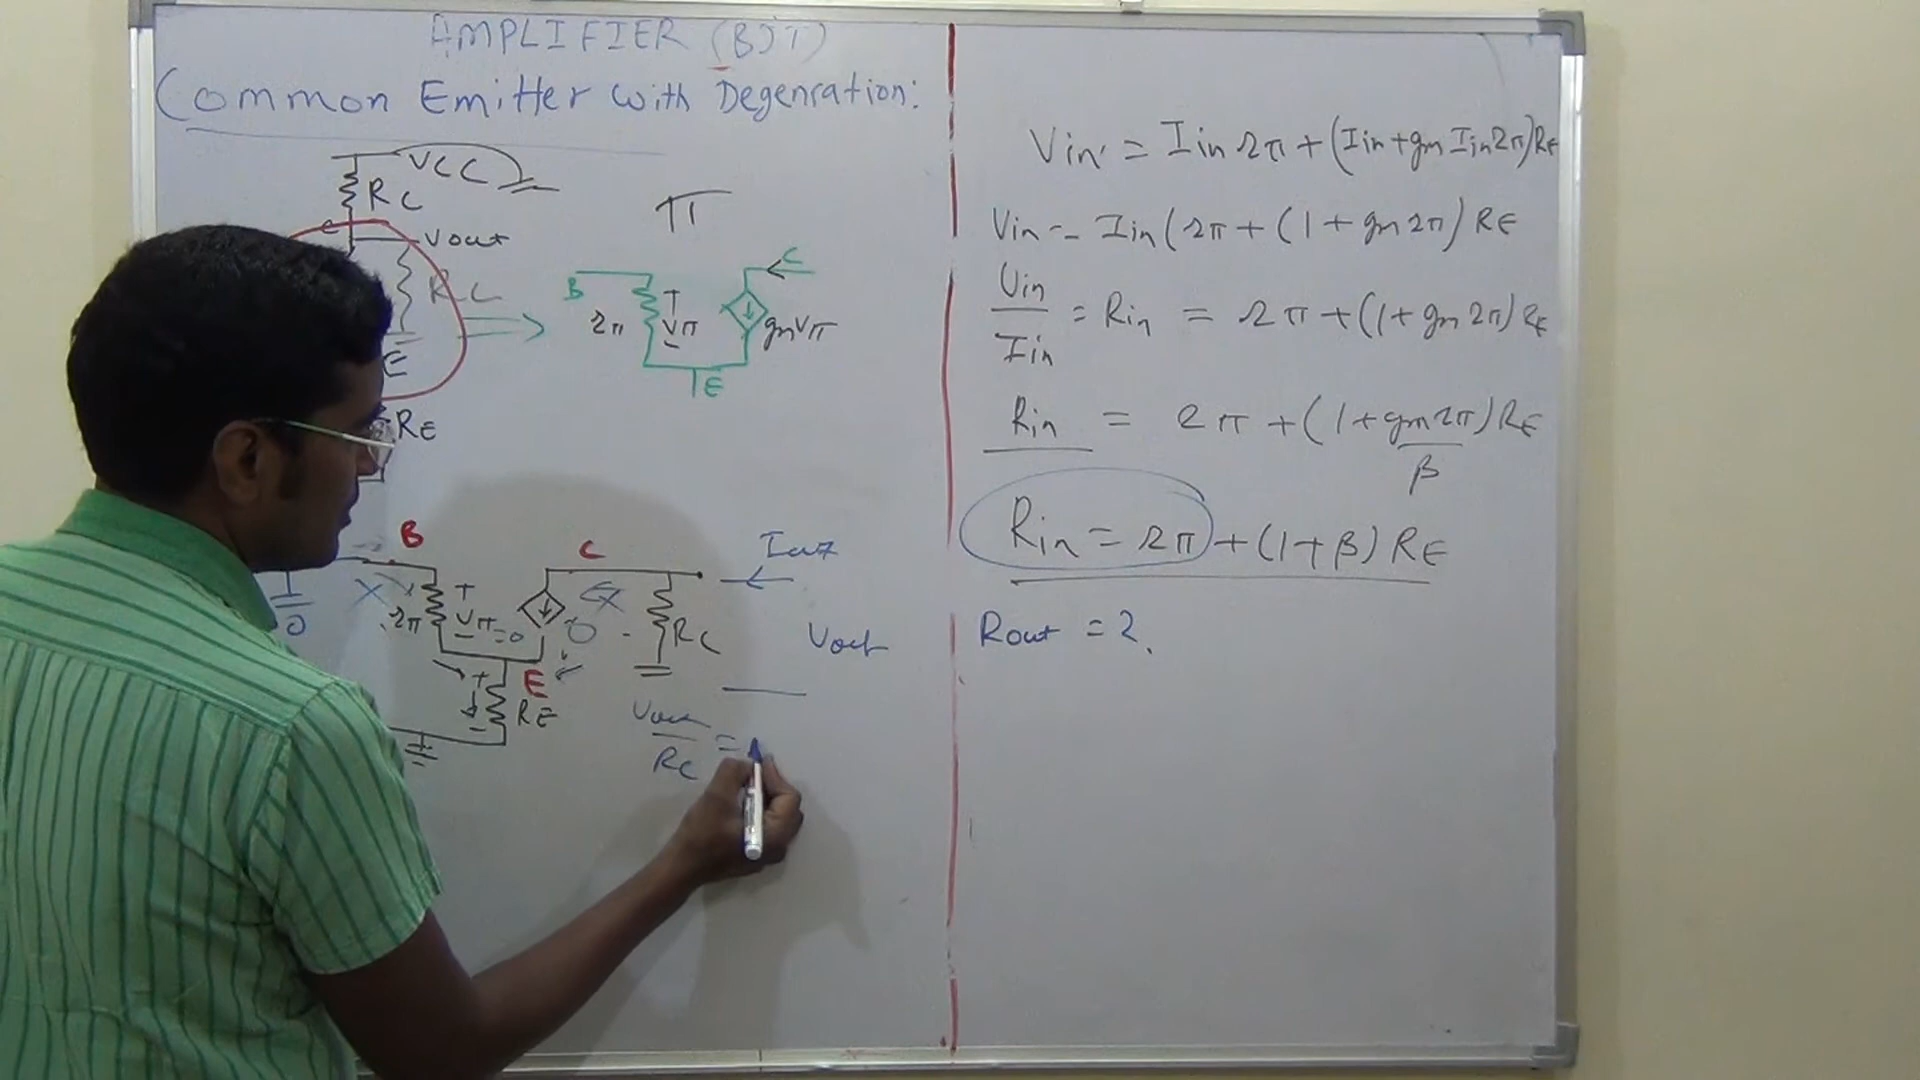 AMPLIFIER (BJT)
Common Emitter with Degenration:
VCC
RC
C
Vout
RL
E
RE
π
B
rπ
+
Vπ
-
C
gmVπ
E
B
C
Iout
0
X
rπ
+
Vπ
- =0
X
0
RC
Vout
E
+
-
RE
Vout
RC
=
Vin = Iin rπ + (Iin + gm Iin rπ) RE
Vin = Iin (rπ + (1 + gm rπ) RE
Vin
Iin
= Rin = rπ + (1 + gm rπ) RE
Rin = rπ + (1 + gm rπ) RE
β
Rin = rπ + (1+β) RE
Rout = ?